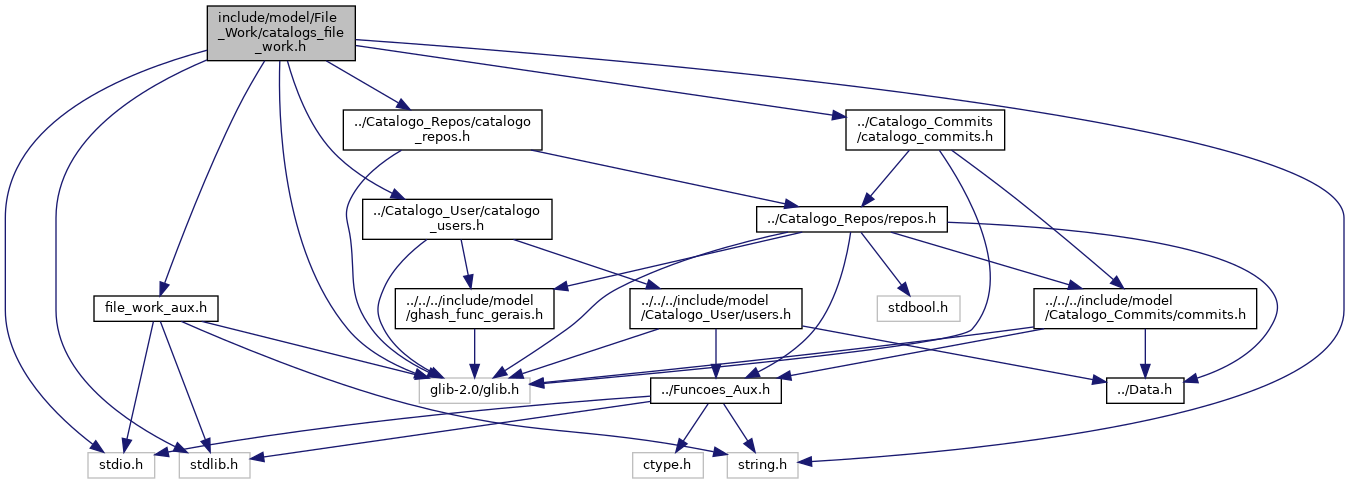 include/model/File
_Work/catalogs_file
_work.h
../Catalogo_Repos/catalogo
_repos.h
../Catalogo_Commits
/catalogo_commits.h
../Catalogo_User/catalogo
_users.h
../Catalogo_Repos/repos.h
file_work_aux.h
../../../include/model
/ghash_func_gerais.h
../../../include/model
/Catalogo_User/users.h
stdbool.h
../../../include/model
/Catalogo_Commits/commits.h
glib-2.0/glib.h
../Funcoes_Aux.h
../Data.h
stdio.h
stdlib.h
ctype.h
string.h